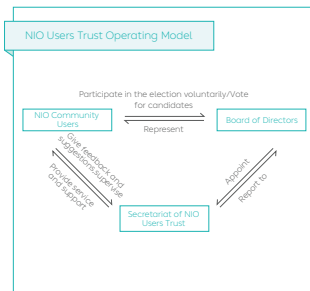 NIO Users Trust Operating Model
Participate in the election voluntarily/Vote
for candidates
NIO Community
Users
Board of Directors
Represent
Give feedback and
suggestions,supervise
Provide service
and support
Appoint
Report to
Secretariat of NIO
Users Trust